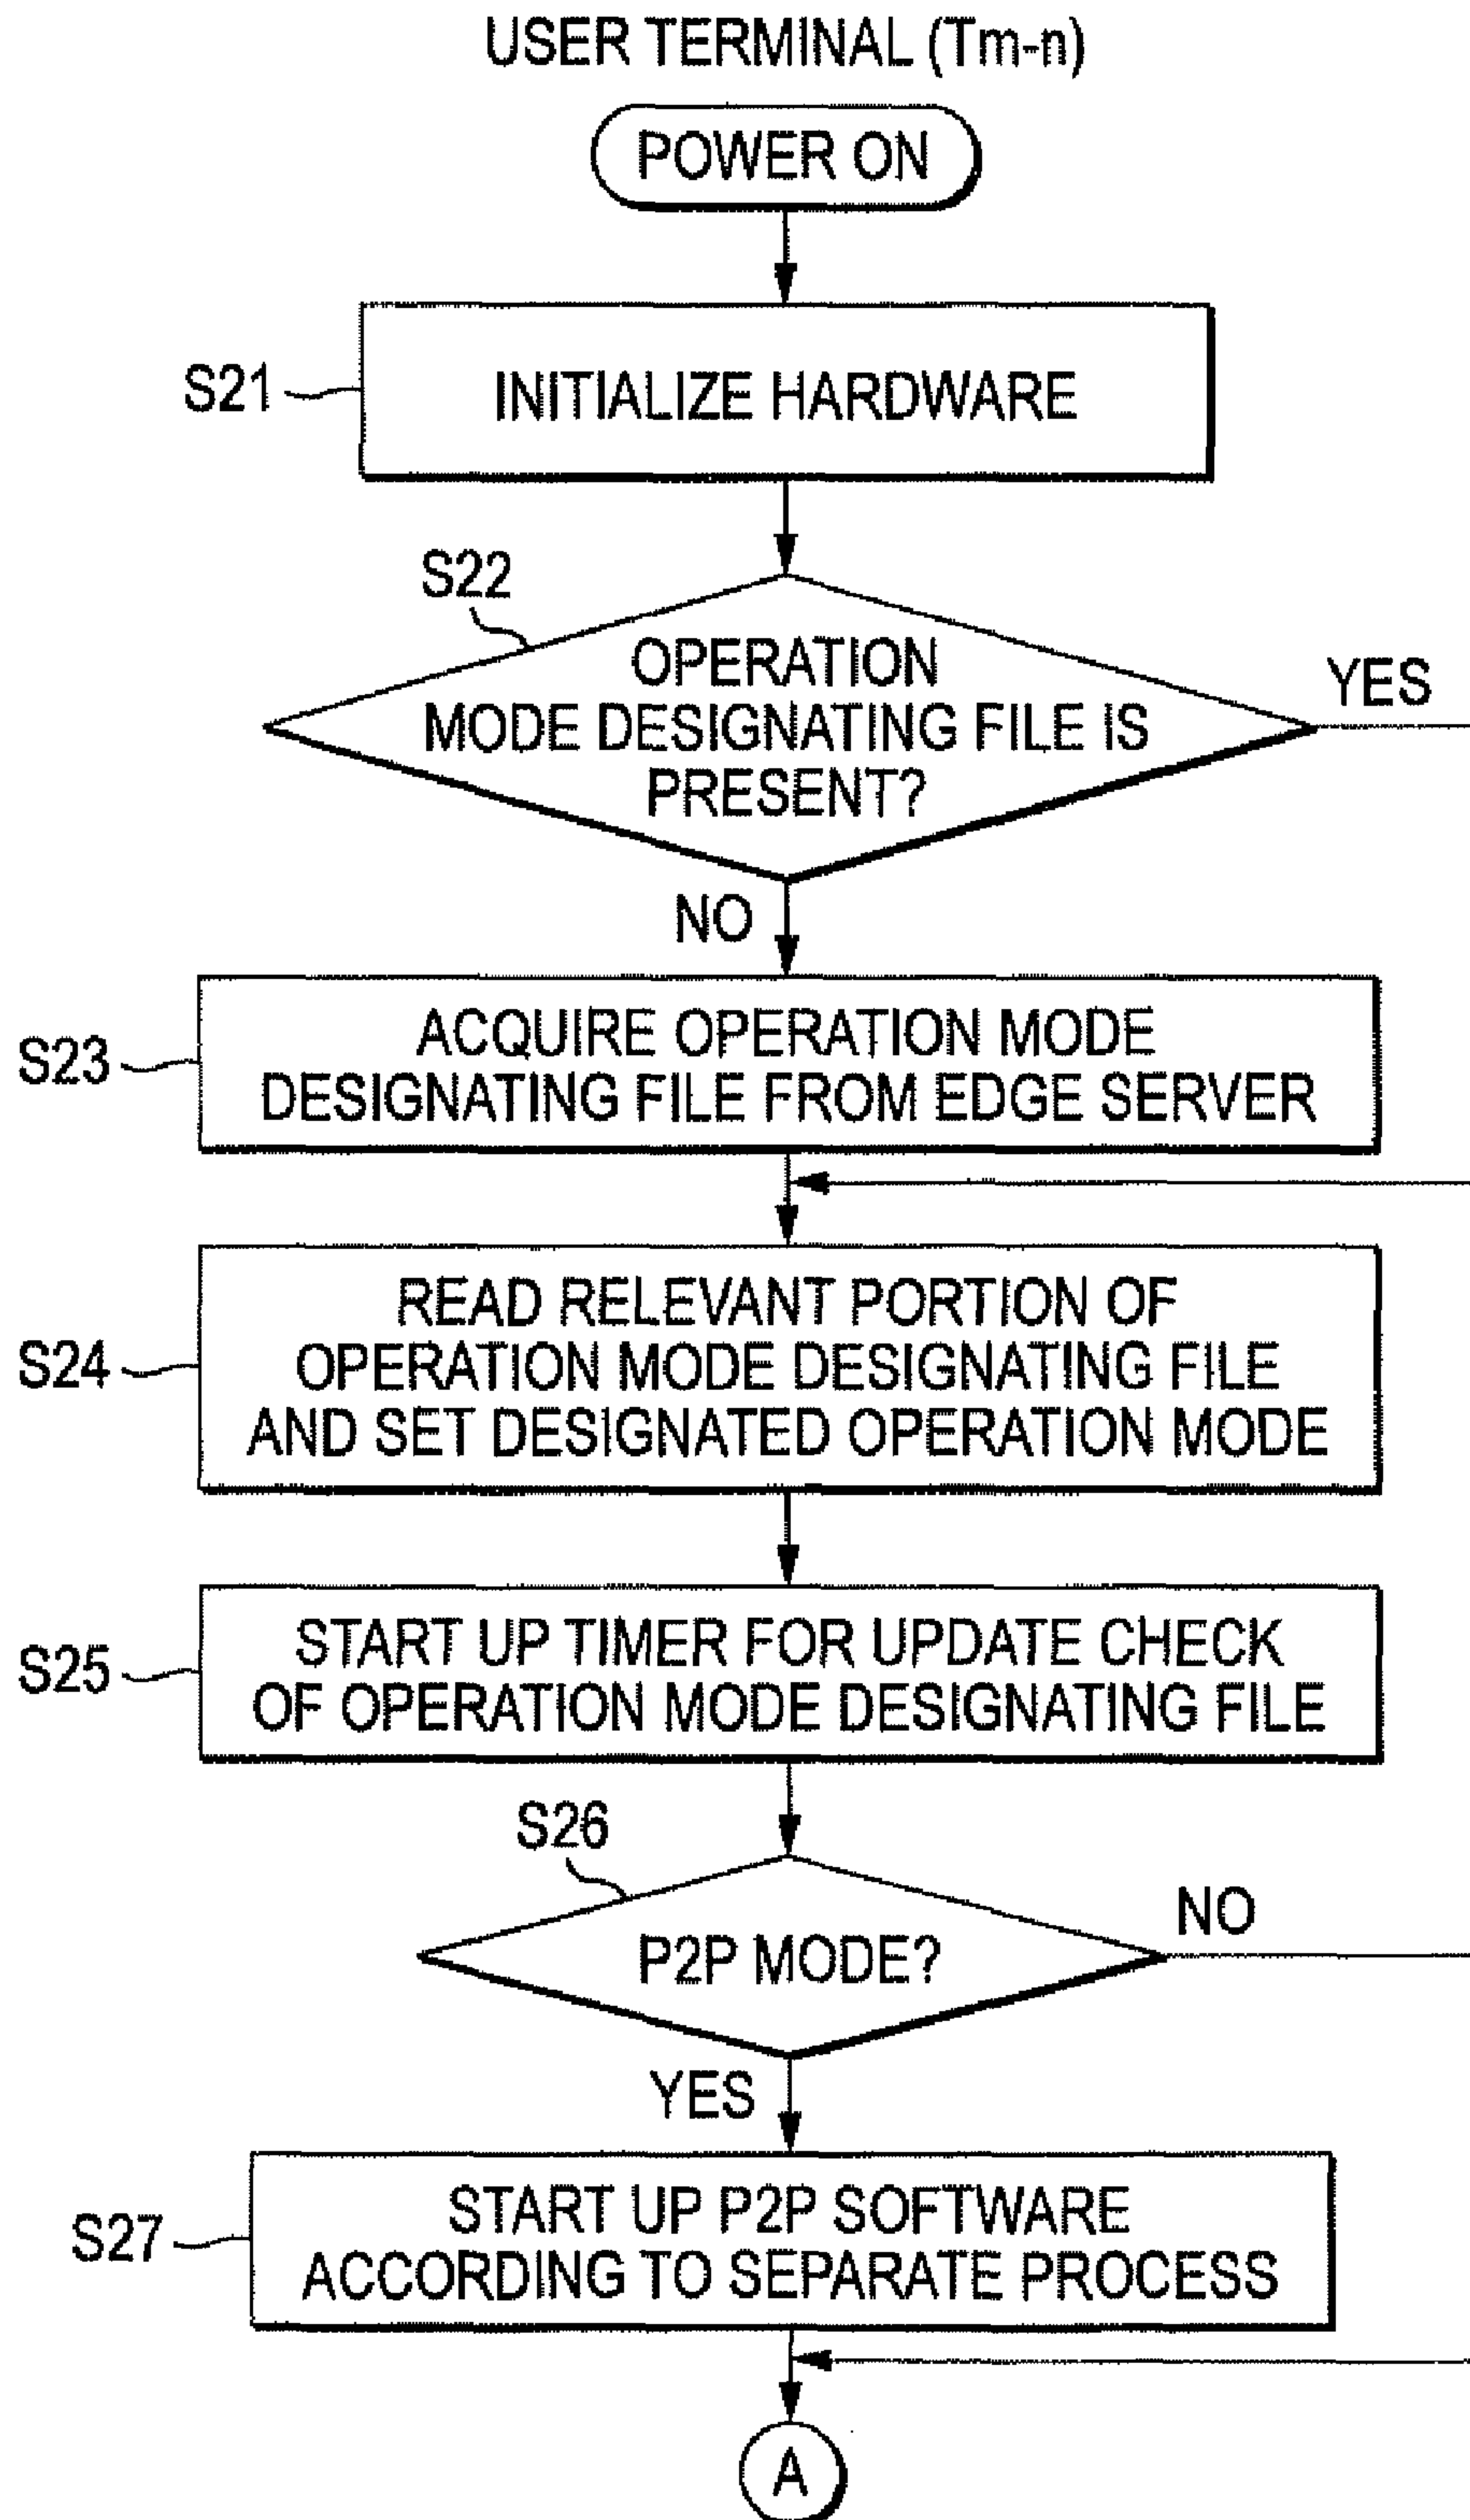 USER TERMINAL (Tm-n)
POWER ON
S21
INITIALIZE HARDWARE
S22
OPERATION
MODE DESIGNATING FILE IS
PRESENT?
YES
NO
S23
ACQUIRE OPERATION MODE
DESIGNATING FILE FROM EDGE SERVER
S24
READ RELEVANT PORTION OF
OPERATION MODE DESIGNATING FILE
AND SET DESIGNATED OPERATION MODE
S25
START UP TIMER FOR UPDATE CHECK
OF OPERATION MODE DESIGNATING FILE
S26
P2P MODE?
NO
YES
S27
START UP P2P SOFTWARE
ACCORDING TO SEPARATE PROCESS
A